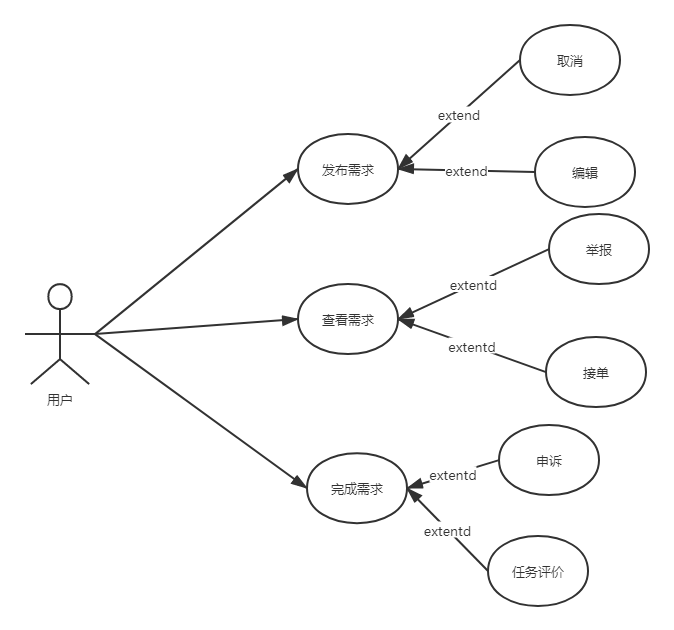 取消
extend
发布需求
extend
编辑
举报
extentd
查看需求
extentd
接单
用户
申诉
extentd
完成需求
extentd
任务评价